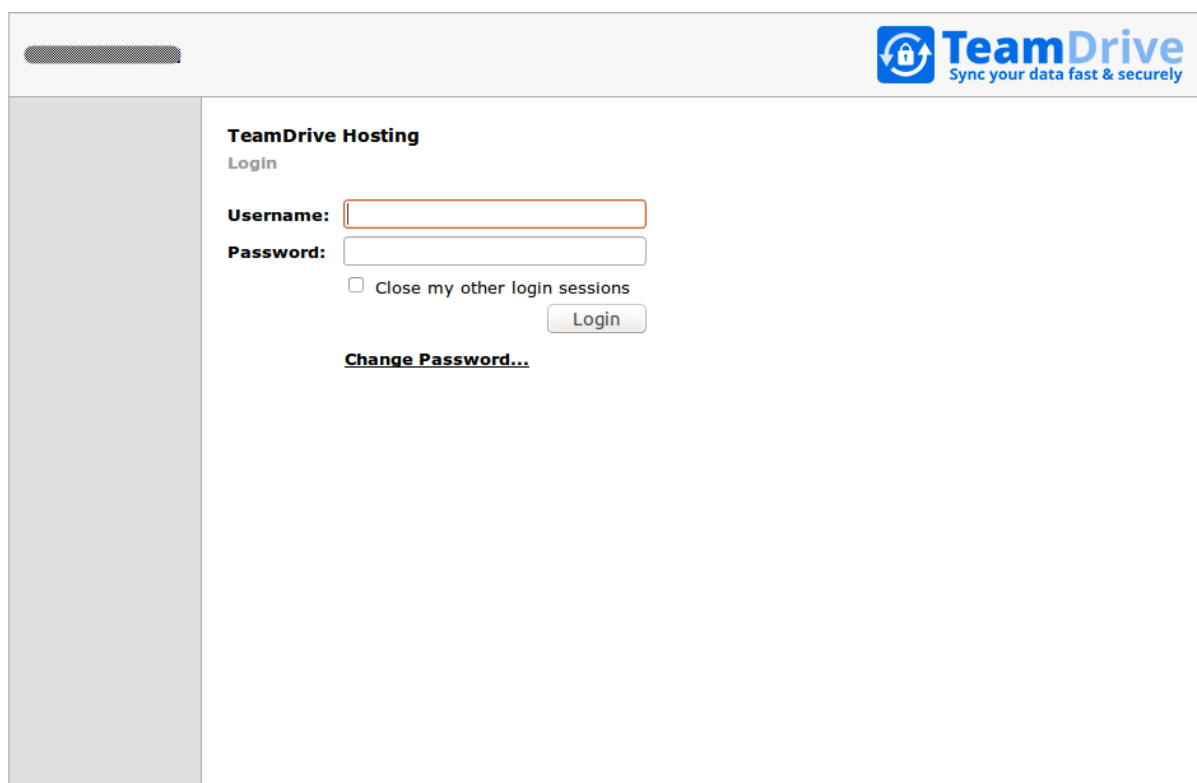 TeamDrive
Sync your data fast & securely
TeamDrive Hosting
Login
Username:
Password:
Close my other login sessions
Login
Change Password...